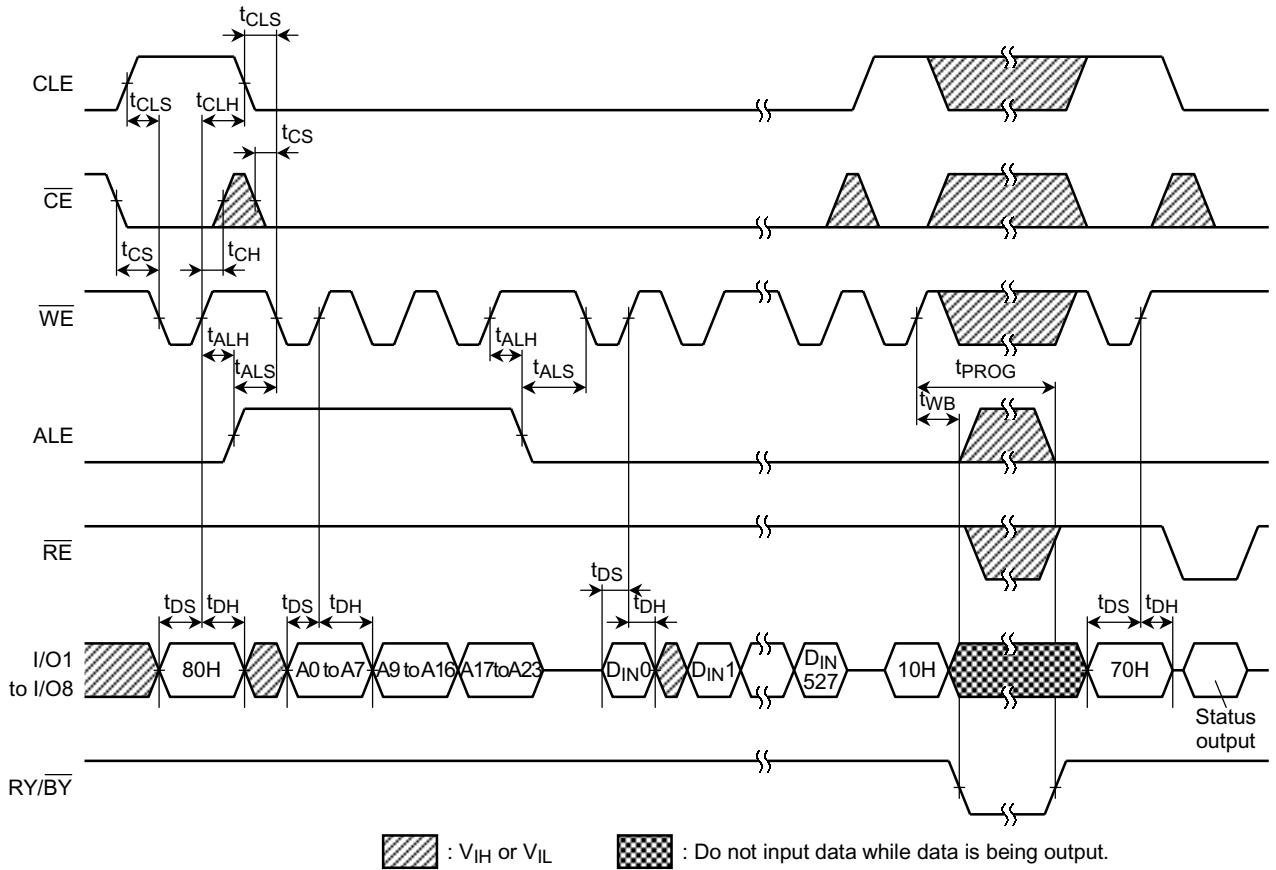 tCLS
CLE
tCLS tCLH
tCS
CE
tCS tCH
WE
tALH tALH
tALS tALS tPROG
tWB
ALE
RE
tDS
tDS tDH tDS tDH tDH tDS tDH
I/O1
to I/O8
80H A0 to A7 A9 to A16 A17toA23 DIN0 DIN1 DIN
527 10H 70H
Status
output
RY/BY
: VIH or VIL : Do not input data while data is being output.